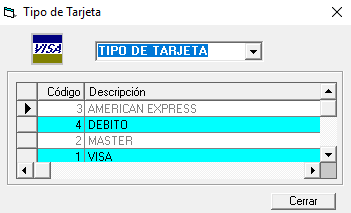 Tipo de Tarjeta
VISA
TIPO DE TARJETA
Código Descripción
3 AMERICAN EXPRESS
4 DEBITO
2 MASTER
1 VISA
Cerrar